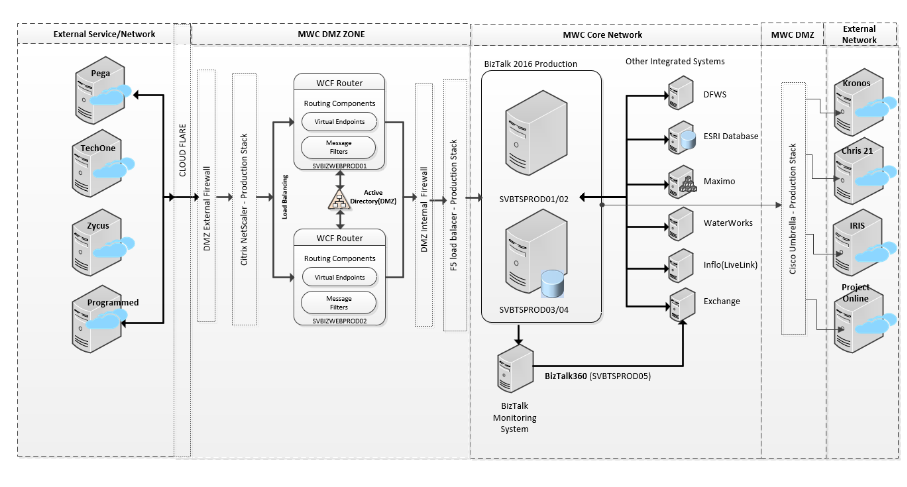 External Service/Network
MWC DMZ ZONE
MWC Core Network
MWC DMZ
External
Network
Pega
TechOne
Zycus
Programmed
CLOUD FLARE
DMZ External Firewall
Citrix NetScaler - Production Stack
Load Balancing
WCF Router
Routing Components
Virtual Endpoints
Message
Filters
SVBIZWEBPROD01
Active
Directory(DMZ)
WCF Router
Routing Components
Virtual Endpoints
Message
Filters
SVBIZWEBPROD02
DMZ Internal Firewall
F5 load balacer - Production Stack
BizTalk 2016 Production
SVBTSPROD01/02
SVBTSPROD03/04
BizTalk360 (SVBTSPROD05)
BizTalk
Monitoring
System
Other Integrated Systems
DFWS
ESRI Database
Maximo
WaterWorks
Inflo(LiveLink)
Exchange
Cisco Umbrella - Production Stack
Kronos
Chris 21
IRIS
Project
Online